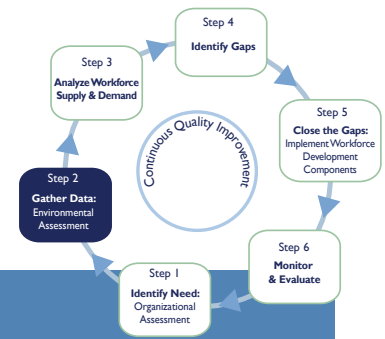 Step 4
Identify Gaps
Step 3
Analyze Workforce
Supply & Demand
Step 5
Close the Gaps:
Implement Workforce
Development
Components
Continuous Quality Improvement
Step 2
Gather Data:
Environmental
Assessment
Step 6
Monitor
& Evaluate
Step 1
Identify Need:
Organizational
Assessment